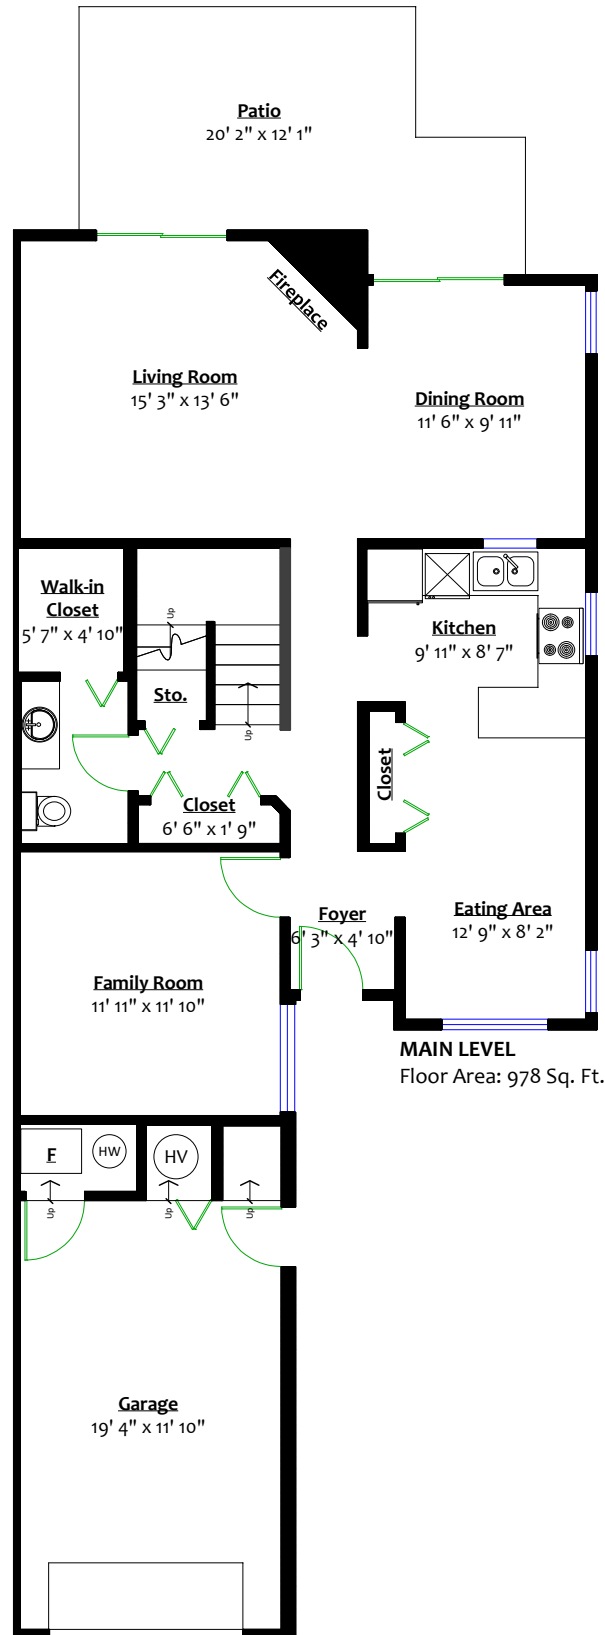 Patio
20' 2" x 12' 1"
Fireplace
Living Room
15' 3" x 13' 6"
Dining Room
11' 6" x 9' 11"
Walk-in
Closet
5' 7" x 4' 10"
Up
Kitchen
9' 11" x 8' 7"
Sto.
Up
Closet
Closet
6' 6" x 1' 9"
Foyer
6' 3" x 4' 10"
Eating Area
12' 9" x 8' 2"
Family Room
11' 11" x 11' 10"
MAIN LEVEL
Floor Area: 978 Sq. Ft.
F
HW
HV
Up
Up
Up
Garage
19' 4" x 11' 10"